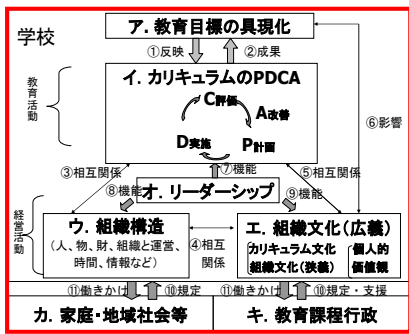 学校
ア. 教育目標の具現化
①反映
②成果
教育活動
イ. カリキュラムのPDCA
C評価
A改善
D実施
P計画
⑥影響
③相互関係
⑦機能
⑤相互関係
⑧機能
オ. リーダーシップ
⑨機能
経営活動
ウ. 組織構造
(人、物、財、組織と運営、
時間、情報など)
④相互
関係
エ. 組織文化(広義)
カリキュラム文化
組織文化(狭義)
個人的
価値観
⑪働きかけ
⑩規定
⑪働きかけ
⑩規定・支援
カ. 家庭・地域社会等
キ. 教育課程行政